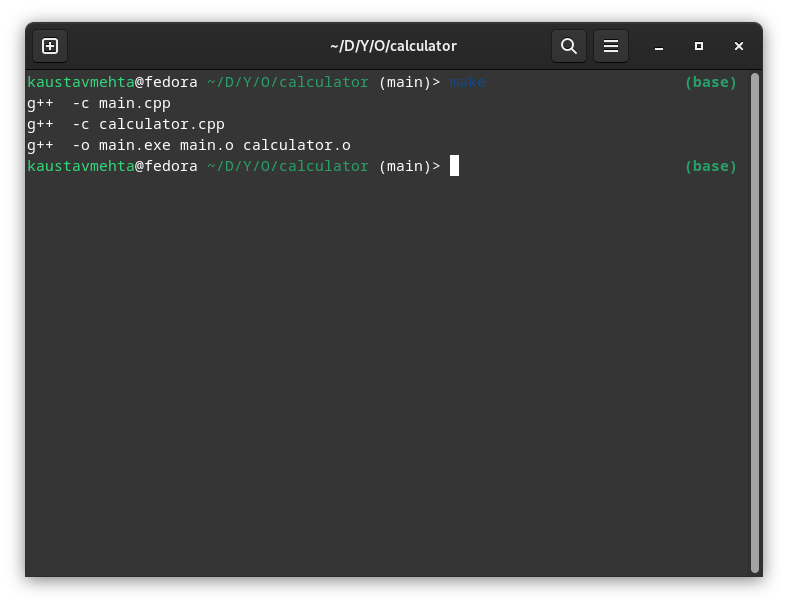 ~/D/Y/O/calculator
kaustavmehta@fedora ~/D/Y/O/calculator (main)> make (base)
g++  -c main.cpp
g++  -c calculator.cpp
g++  -o main.exe main.o calculator.o
kaustavmehta@fedora ~/D/Y/O/calculator (main)> (base)